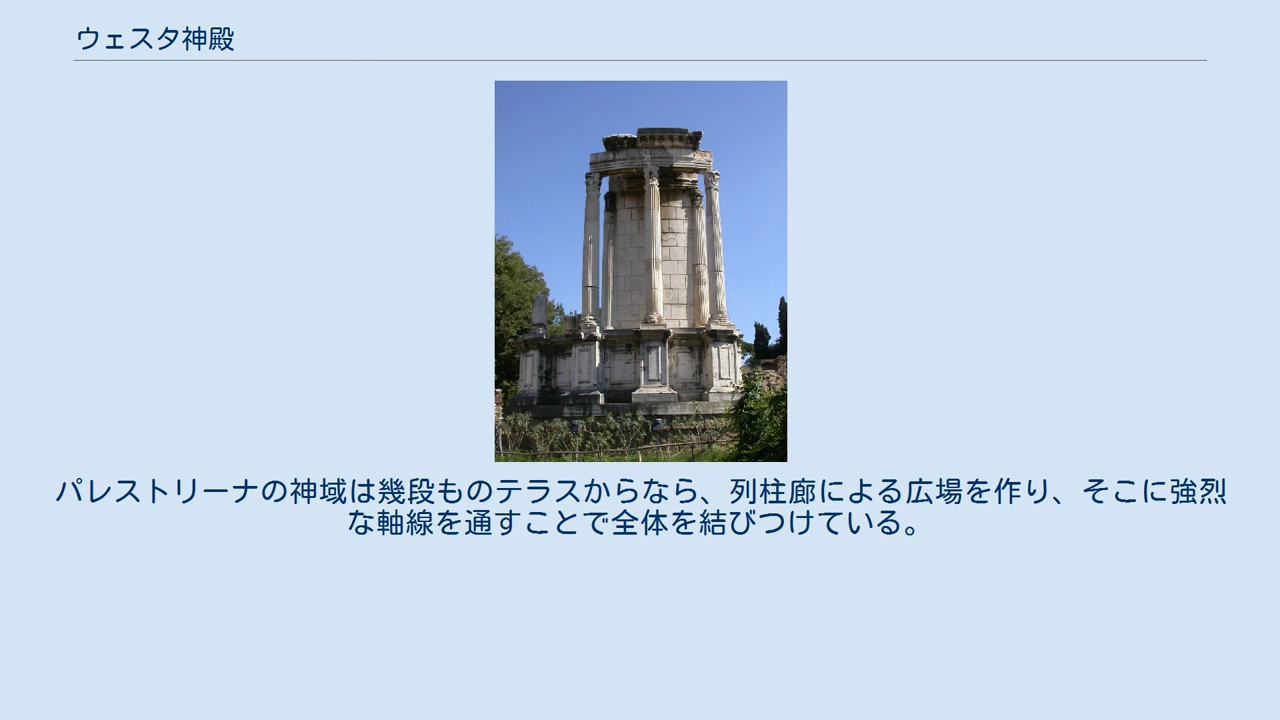 ウェスタ神殿
パレストリーナの神域は幾段ものテラスからなら、列柱廊による広場を作り、そこに強烈
な軸線を通すことで全体を結びつけている。